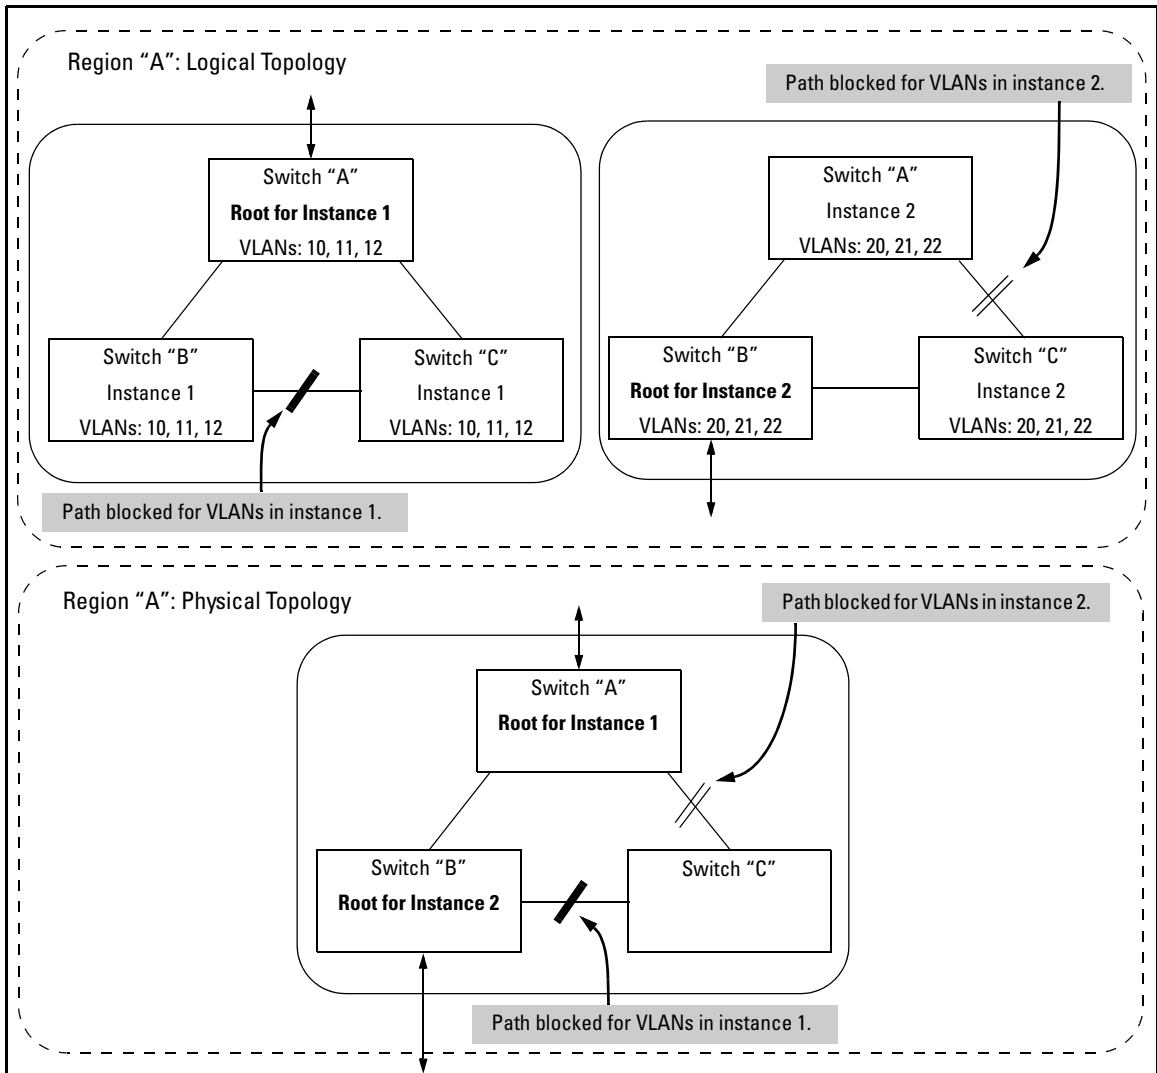 Region “A”: Logical Topology
Path blocked for VLANs in instance 2.
Switch “A”
Root for Instance 1
VLANs: 10, 11, 12
Switch “B”
Instance 1
VLANs: 10, 11, 12
Switch “C”
Instance 1
VLANs: 10, 11, 12
Path blocked for VLANs in instance 1.
Switch “A”
Instance 2
VLANs: 20, 21, 22
Switch “B”
Root for Instance 2
VLANs: 20, 21, 22
Switch “C”
Instance 2
VLANs: 20, 21, 22
Region “A”: Physical Topology
Path blocked for VLANs in instance 2.
Switch “A”
Root for Instance 1
Switch “B”
Root for Instance 2
Switch “C”
Path blocked for VLANs in instance 1.